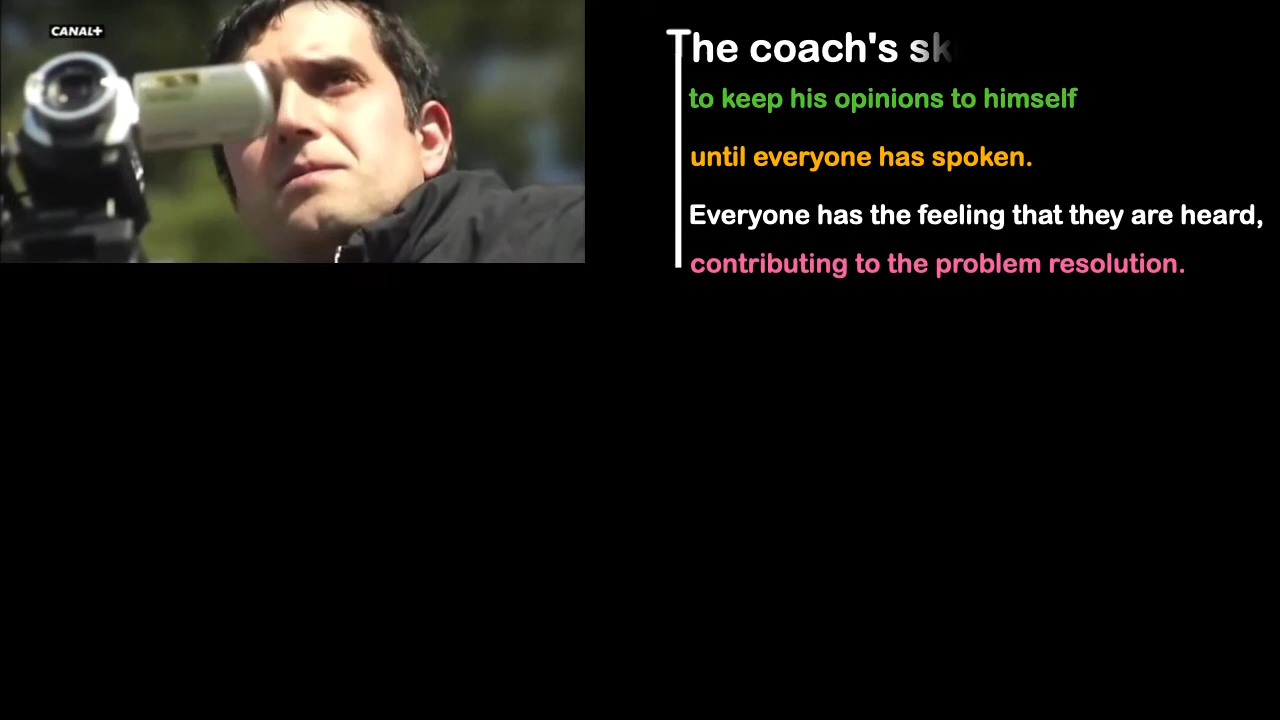 CANAL+
The coach's sk
to keep his opinions to himself
until everyone has spoken.
Everyone has the feeling that they are heard,
contributing to the problem resolution.